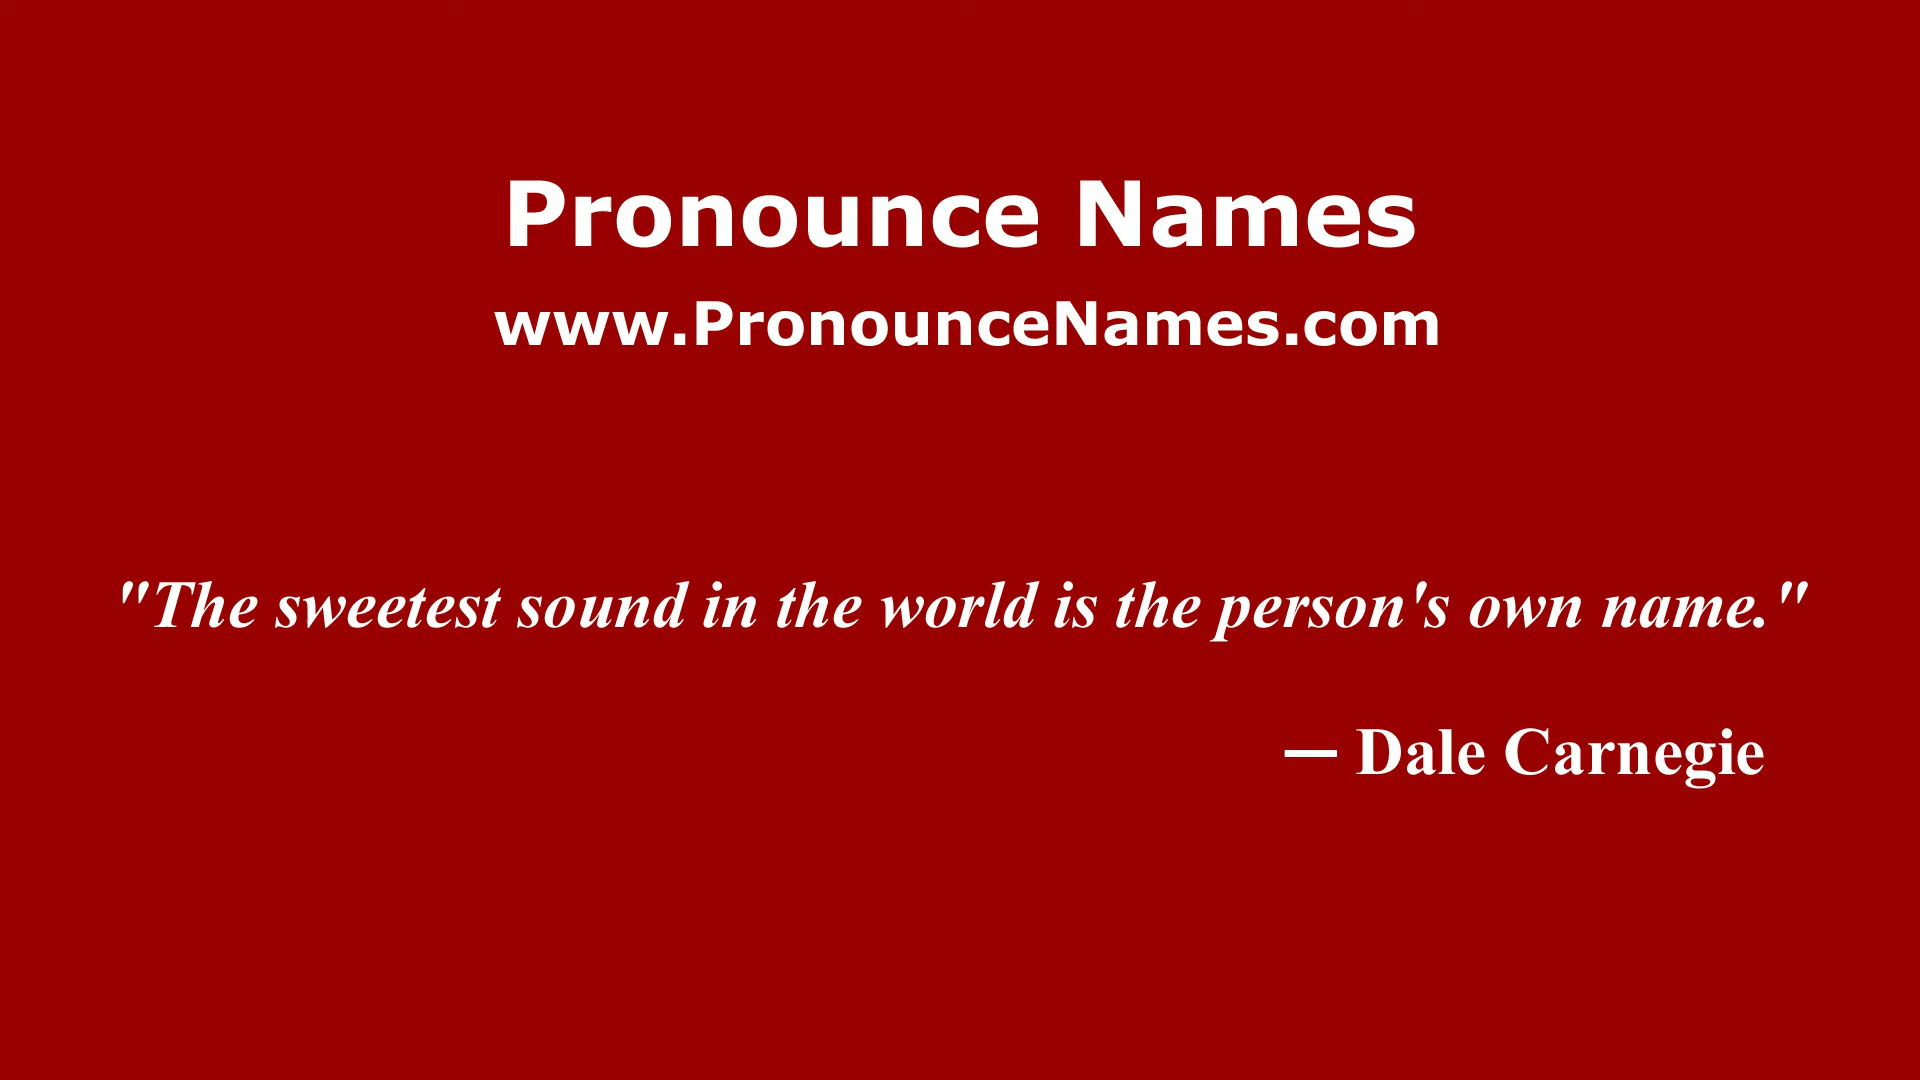 Pronounce Names
www.PronounceNames.com
"The sweetest sound in the world is the person's own name."
— Dale Carnegie